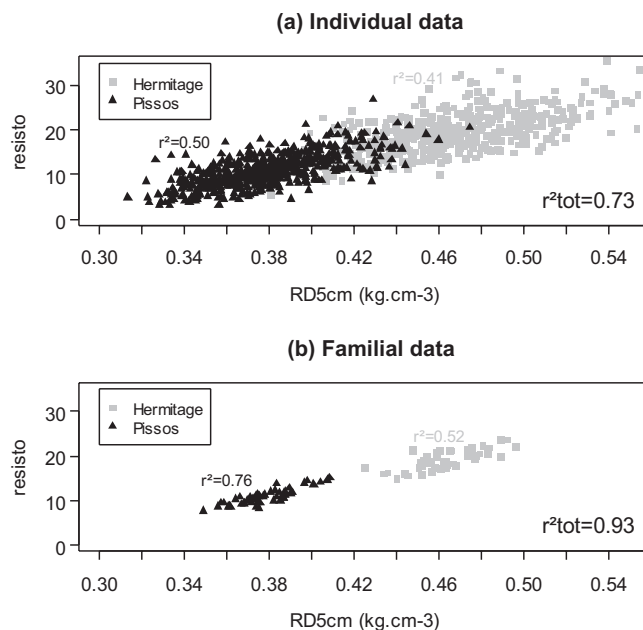 (a) Individual data
resisto
30
20
10
0
Hermitage
Pissos
r²=0.41
r²=0.50
r²tot=0.73
0.30 0.34 0.38 0.42 0.46 0.50 0.54
RD5cm (kg.cm-3)
(b) Familial data
resisto
30
20
10
0
Hermitage
Pissos
r²=0.52
r²=0.76
r²tot=0.93
0.30 0.34 0.38 0.42 0.46 0.50 0.54
RD5cm (kg.cm-3)